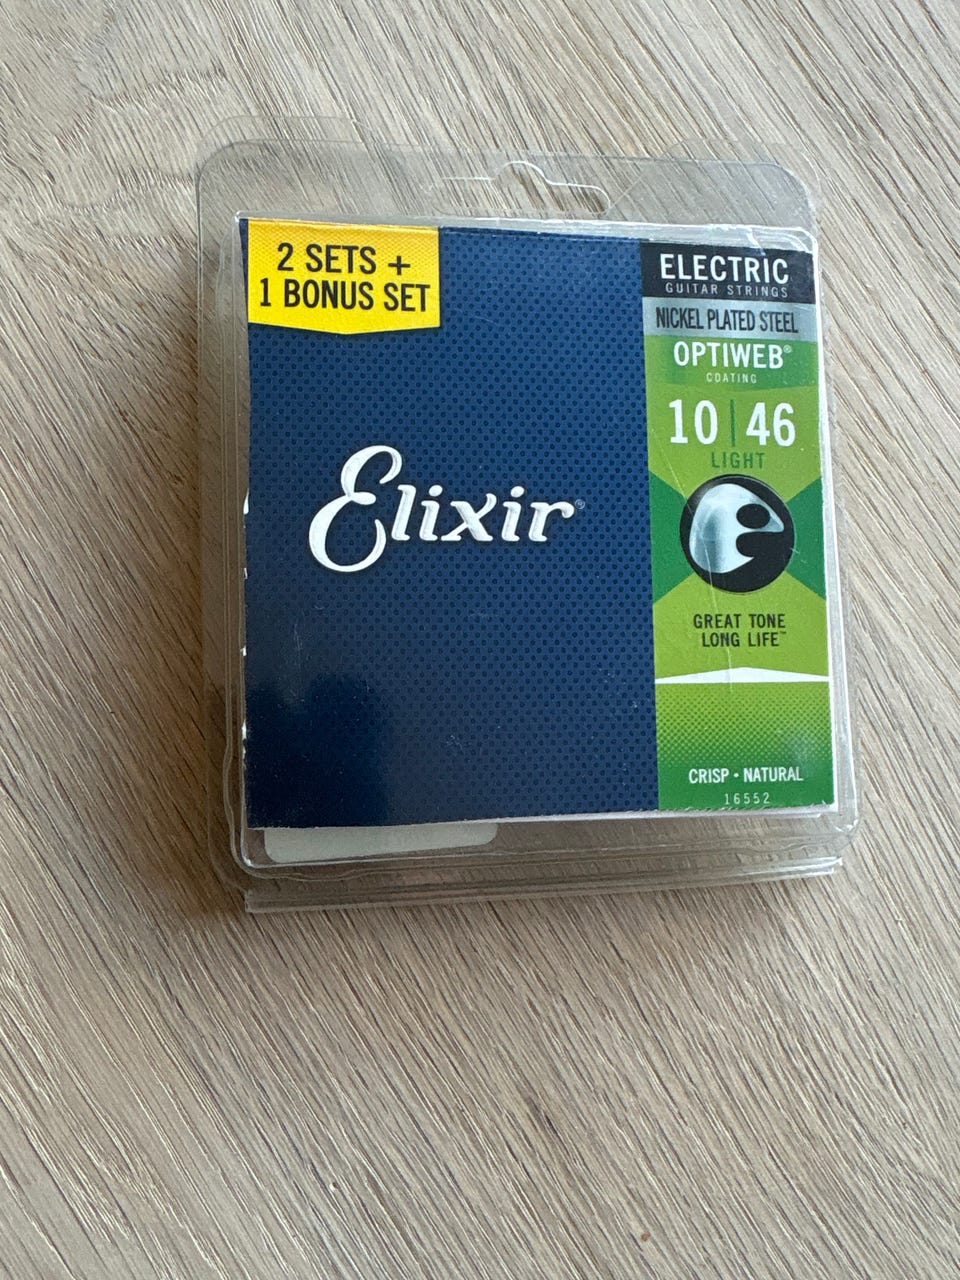 2 SETS +
1 BONUS SET
Elixir®
ELECTRIC
GUITAR STRINGS
NICKEL PLATED STEEL
OPTIWEB®
COATING
10 | 46
LIGHT
GREAT TONE
LONG LIFE™
CRISP • NATURAL
16552